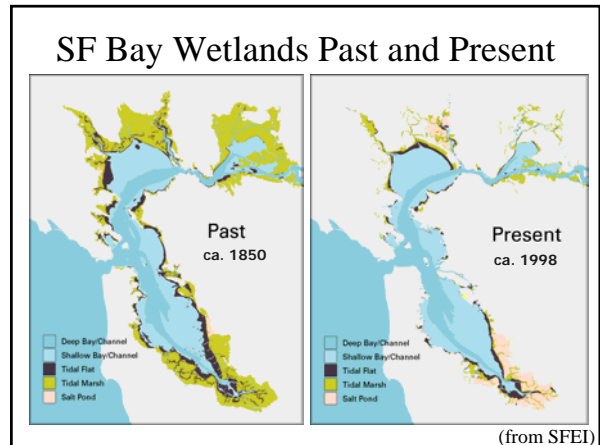 SF Bay Wetlands Past and Present
Past
ca. 1850
Deep Bay/Channel
Shallow Bay/Channel
Tidal Flat
Tidal Marsh
Salt Pond
Present
ca. 1998
Deep Bay/Channel
Shallow Bay/Channel
Tidal Flat
Tidal Marsh
Salt Pond
(from SFEI)